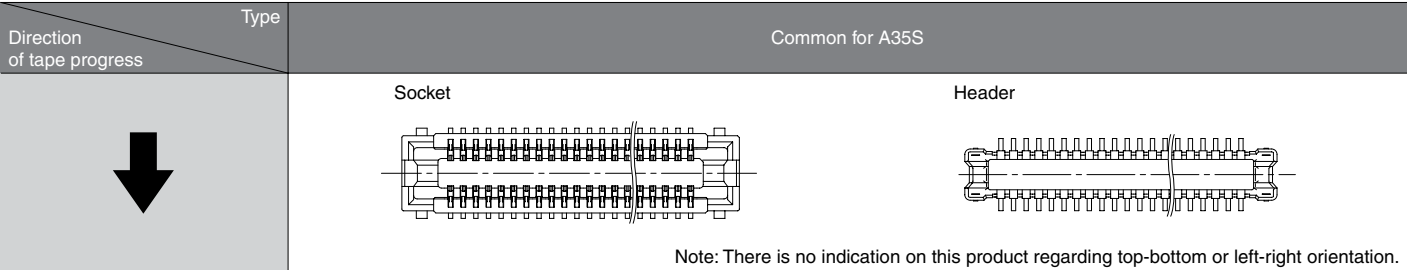 Type
Direction
of tape progress
Common for A35S
Socket
Header
Note: There is no indication on this product regarding top-bottom or left-right orientation.